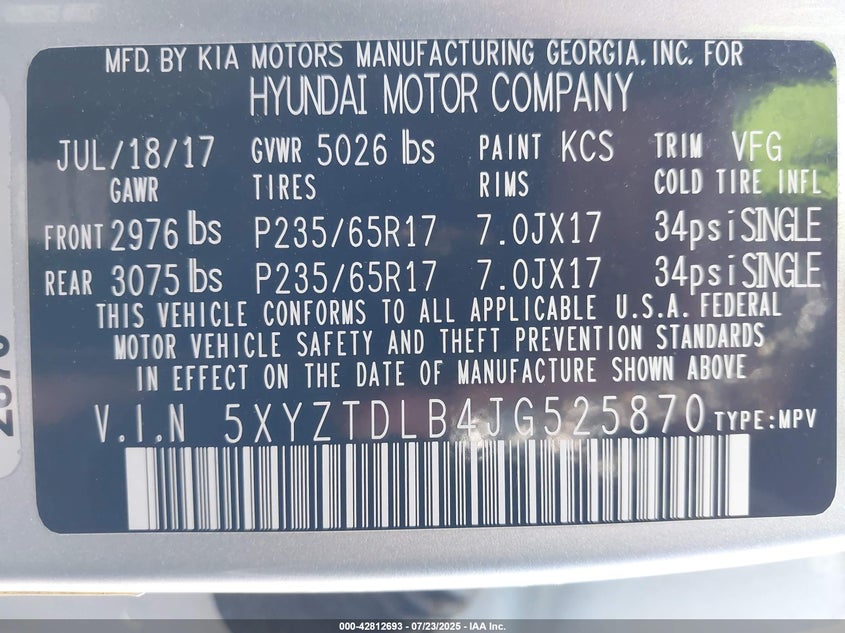 MFD. BY KIA MOTORS MANUFACTURING GEORGIA, INC. FOR
HYUNDAI MOTOR COMPANY
JUL/18/17 GVWR 5026 lbs PAINT KCS TRIM VFG
GAWR TIRES RIMS COLD TIRE INFL
FRONT 2976 lbs P235/65R17 7.0JX17 34psi SINGLE
REAR 3075 lbs P235/65R17 7.0JX17 34psi SINGLE
THIS VEHICLE CONFORMS TO ALL APPLICABLE U.S.A. FEDERAL
MOTOR VEHICLE SAFETY AND THEFT PREVENTION STANDARDS
IN EFFECT ON THE DATE OF MANUFACTURE SHOWN ABOVE
V.I.N 5XYZTDLB4JG525870 TYPE:MPV
000-42812693 - 07/23/2025 - IAA Inc.